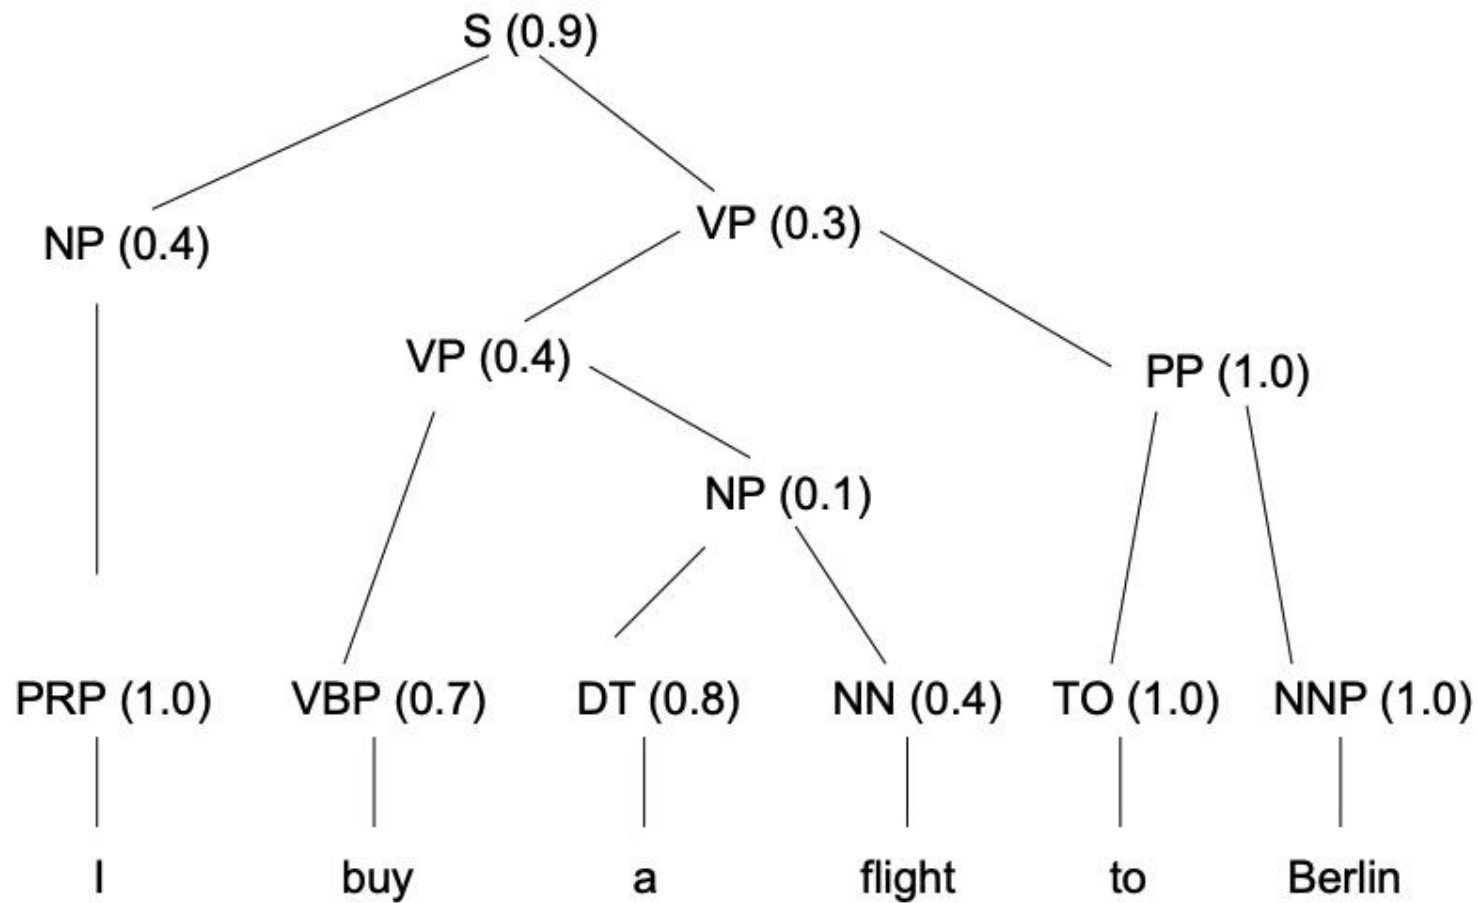 S (0.9)
NP (0.4)
VP (0.3)
VP (0.4)
PP (1.0)
NP (0.1)
PRP (1.0) VBP (0.7) DT (0.8) NN (0.4) TO (1.0) NNP (1.0)
I buy a flight to Berlin